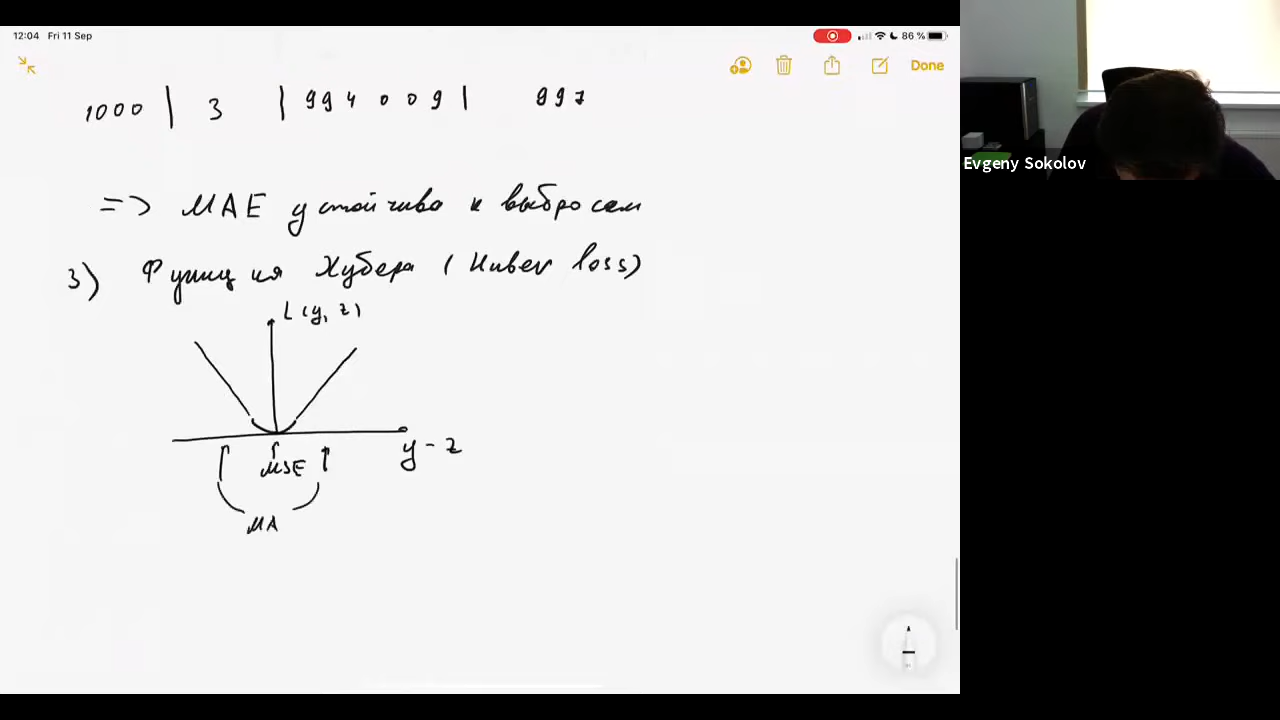 12:04 Fri 11 Sep
86 %
Done
1000 | 3 | 994009 | 997
Evgeny Sokolov
=> MAE устойчива к выбросам
3) Функция Хубера (Huber loss)
L(y, z)
y - z
MSE
MA